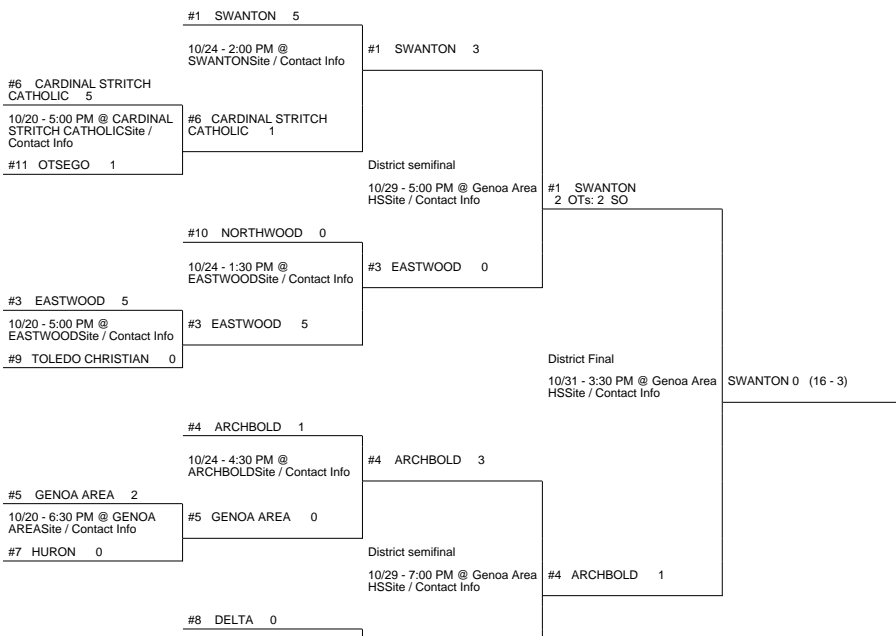 #1 SWANTON 5
10/24 - 2:00 PM @
SWANTONSite / Contact Info
#1 SWANTON 3
#6 CARDINAL STRITCH
CATHOLIC 5
10/20 - 5:00 PM @ CARDINAL
STRITCH CATHOLICSite /
Contact Info
#6 CARDINAL STRITCH
CATHOLIC 1
#11 OTSEGO 1
District semifinal
10/29 - 5:00 PM @ Genoa Area
HSSite / Contact Info
#1 SWANTON
2 OTs: 2 SO
#10 NORTHWOOD 0
10/24 - 1:30 PM @
EASTWOODSite / Contact Info
#3 EASTWOOD 0
#3 EASTWOOD 5
10/20 - 5:00 PM @
EASTWOODSite / Contact Info
#3 EASTWOOD 5
#9 TOLEDO CHRISTIAN 0
District Final
10/31 - 3:30 PM @ Genoa Area
HSSite / Contact Info
SWANTON 0 (16 - 3)
#4 ARCHBOLD 1
10/24 - 4:30 PM @
ARCHBOLDSite / Contact Info
#4 ARCHBOLD 3
#5 GENOA AREA 2
10/20 - 6:30 PM @ GENOA
AREASite / Contact Info
#5 GENOA AREA 0
#7 HURON 0
District semifinal
10/29 - 7:00 PM @ Genoa Area
HSSite / Contact Info
#4 ARCHBOLD 1
#8 DELTA 0